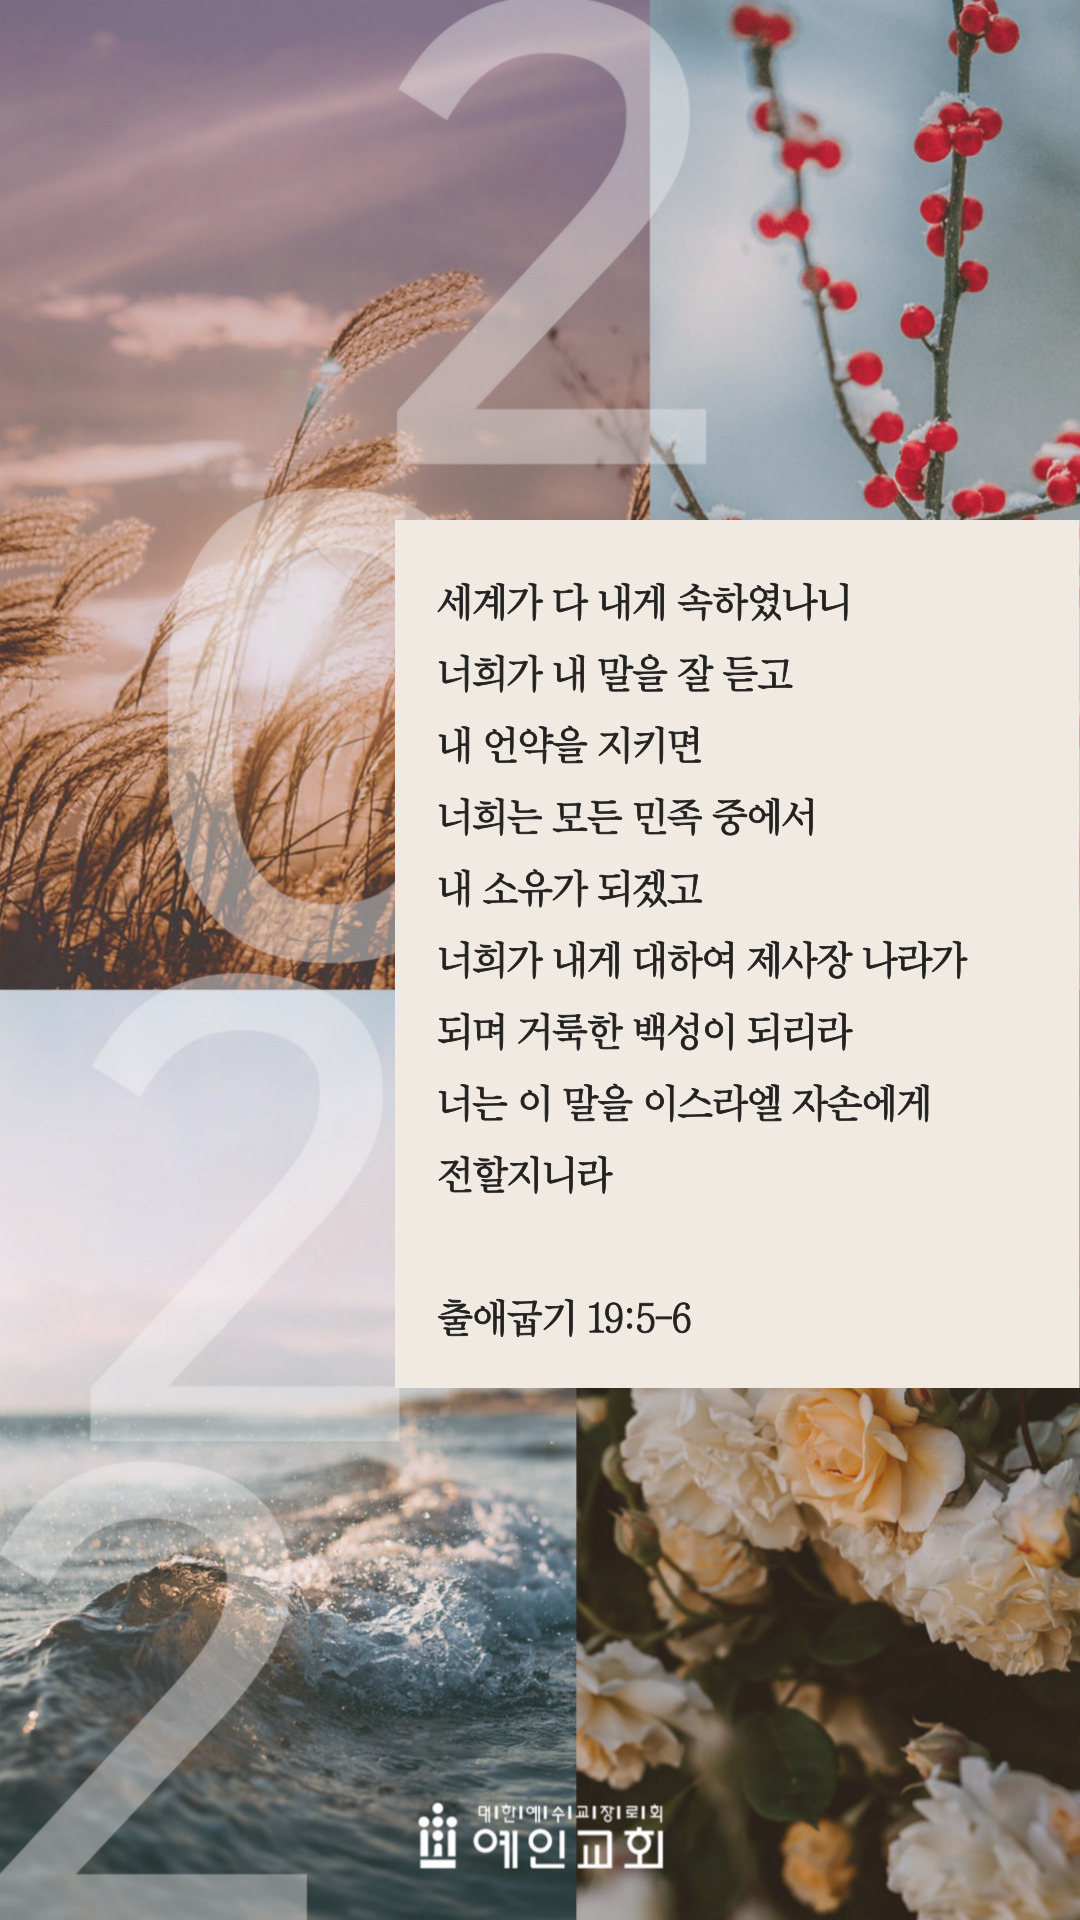 2
0
2
2
세계가 다 내게 속하였나니
너희가 내 말을 잘 듣고
내 언약을 지키면
너희는 모든 민족 중에서
내 소유가 되겠고
너희가 내게 대하여 제사장 나라가
되며 거룩한 백성이 되리라
너는 이 말을 이스라엘 자손에게
전할지니라
출애굽기 19:5-6
대한예수교장로회
예인교회